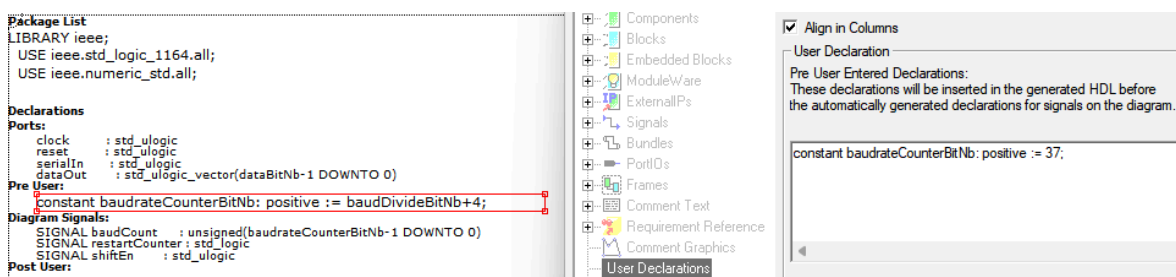 Package List
LIBRARY ieee;
USE ieee.std_logic_1164.all;
USE ieee.numeric_std.all;
Declarations
Ports:
clock : std_ulogic
reset : std_ulogic
serialIn : std_ulogic
dataOut : std_ulogic_vector(dataBitNb-1 DOWNTO 0)
Pre User:
constant baudrateCounterBitNb: positive := baudDivideBitNb+4;
Diagram Signals:
SIGNAL baudCount : unsigned(baudrateCounterBitNb-1 DOWNTO 0)
SIGNAL restartCounter : std_logic
SIGNAL shiftEn : std_ulogic
Post User:
Components
Blocks
Embedded Blocks
ModuleWare
ExternalIPs
Signals
Bundles
PortIOs
Frames
Comment Text
Requirement Reference
Comment Graphics
User Declarations
Align in Columns
User Declaration
Pre User Entered Declarations:
These declarations will be inserted in the generated HDL before
the automatically generated declarations for signals on the diagram.
constant baudrateCounterBitNb: positive := 37;